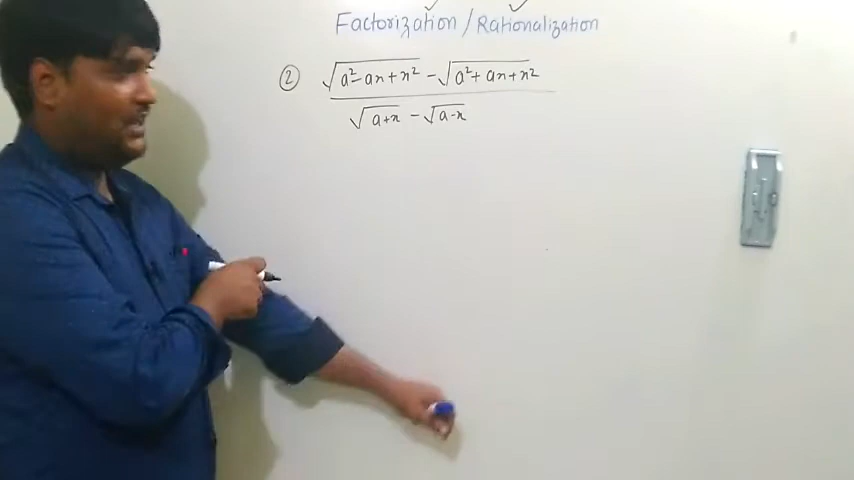 Factorization / Rationalization
② √(a²-ax+x²) - √(a²+ax+x²)
√(a+x) - √(a-x)